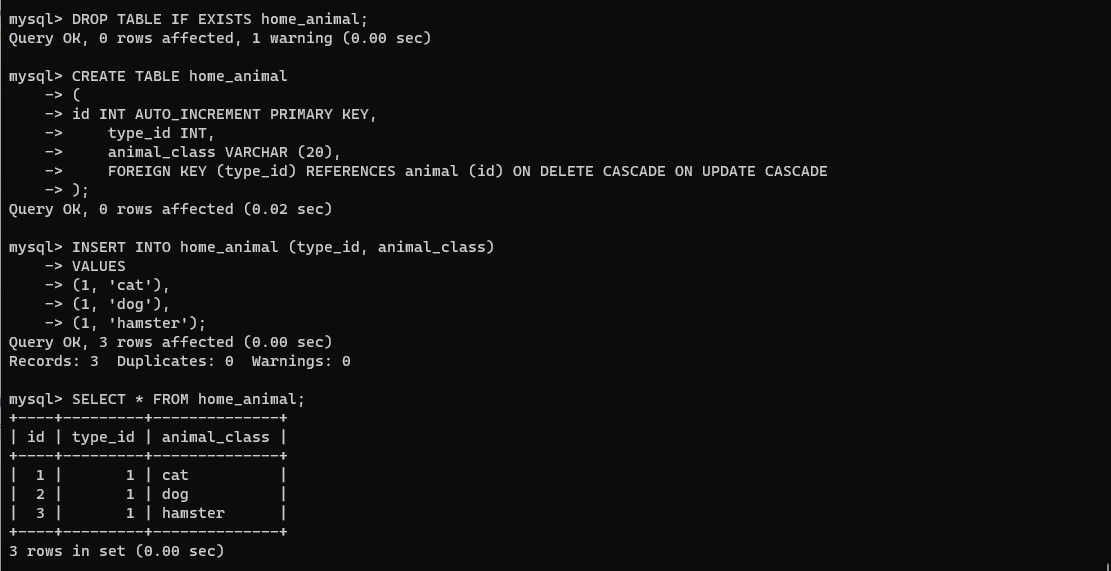 mysql> DROP TABLE IF EXISTS home_animal;
Query OK, 0 rows affected, 1 warning (0.00 sec)
mysql> CREATE TABLE home_animal
    -> (
    -> id INT AUTO_INCREMENT PRIMARY KEY,
    ->     type_id INT,
    ->     animal_class VARCHAR (20),
    ->     FOREIGN KEY (type_id) REFERENCES animal (id) ON DELETE CASCADE ON UPDATE CASCADE
    -> );
Query OK, 0 rows affected (0.02 sec)
mysql> INSERT INTO home_animal (type_id, animal_class)
    -> VALUES
    -> (1, 'cat'),
    -> (1, 'dog'),
    -> (1, 'hamster');
Query OK, 3 rows affected (0.00 sec)
Records: 3  Duplicates: 0  Warnings: 0
mysql> SELECT * FROM home_animal;
+----+---------+--------------+
| id | type_id | animal_class |
+----+---------+--------------+
|  1 |       1 | cat          |
|  2 |       1 | dog          |
|  3 |       1 | hamster      |
+----+---------+--------------+
3 rows in set (0.00 sec)